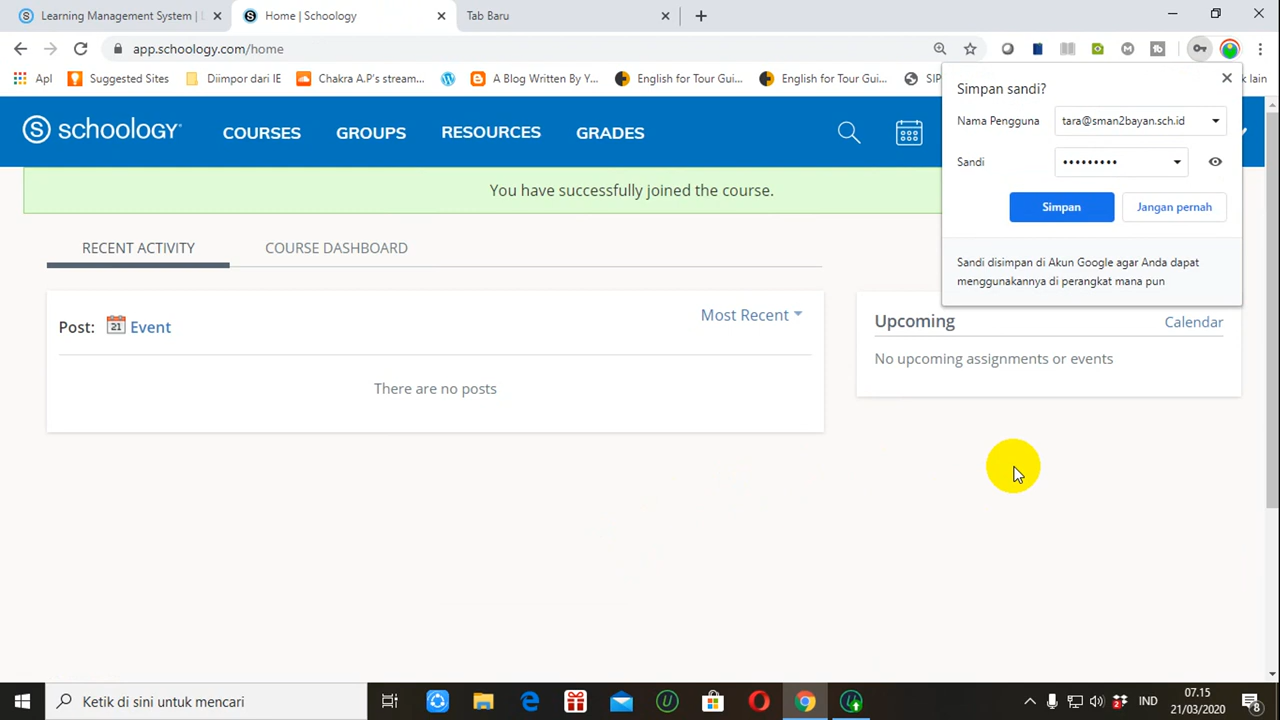 Learning Management System | L
Home | Schoology
Tab Baru
app.schoology.com/home
Apl
Suggested Sites
Diimpor dari IE
Chakra A.P's stream...
A Blog Written By Y...
English for Tour Gui...
English for Tour Gui...
SIP
k lain
Simpan sandi?
Nama Pengguna
tara@sman2bayan.sch.id
Sandi
•••••••••
Simpan
Jangan pernah
Sandi disimpan di Akun Google agar Anda dapat
menggunakannya di perangkat mana pun
S schoology
COURSES
GROUPS
RESOURCES
GRADES
You have successfully joined the course.
RECENT ACTIVITY
COURSE DASHBOARD
Post:
21
Event
Most Recent
There are no posts
Upcoming
Calendar
No upcoming assignments or events
Ketik di sini untuk mencari
IND
07.15
21/03/2020
8